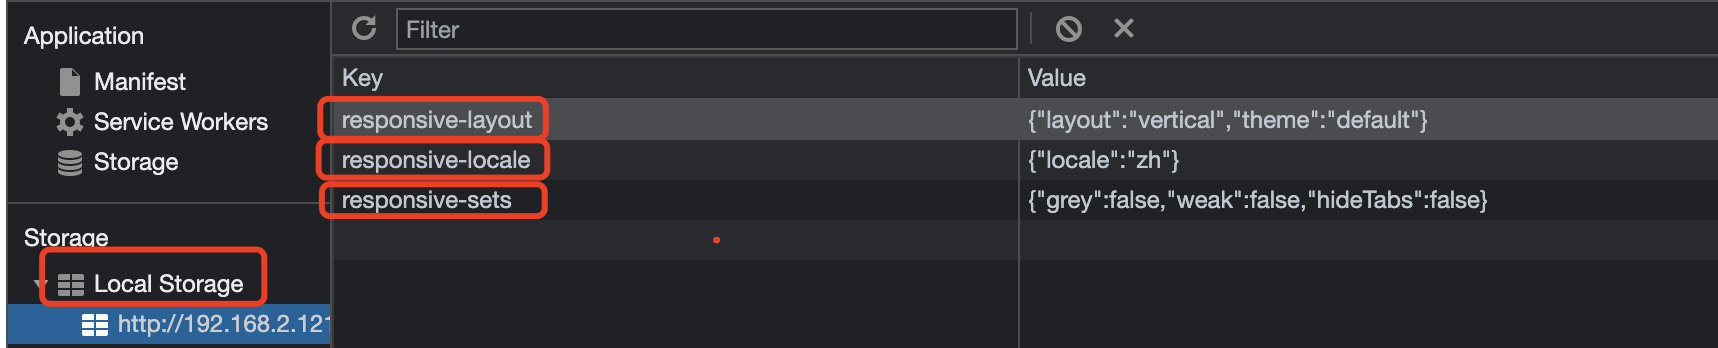 Application
Manifest
Service Workers
Storage
Storage
Local Storage
http://192.168.2.121
Filter
Key Value
responsive-layout {"layout":"vertical","theme":"default"}
responsive-locale {"locale":"zh"}
responsive-sets {"grey":false,"weak":false,"hideTabs":false}